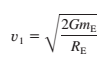 v₁ = √(2Gm_E / R_E)